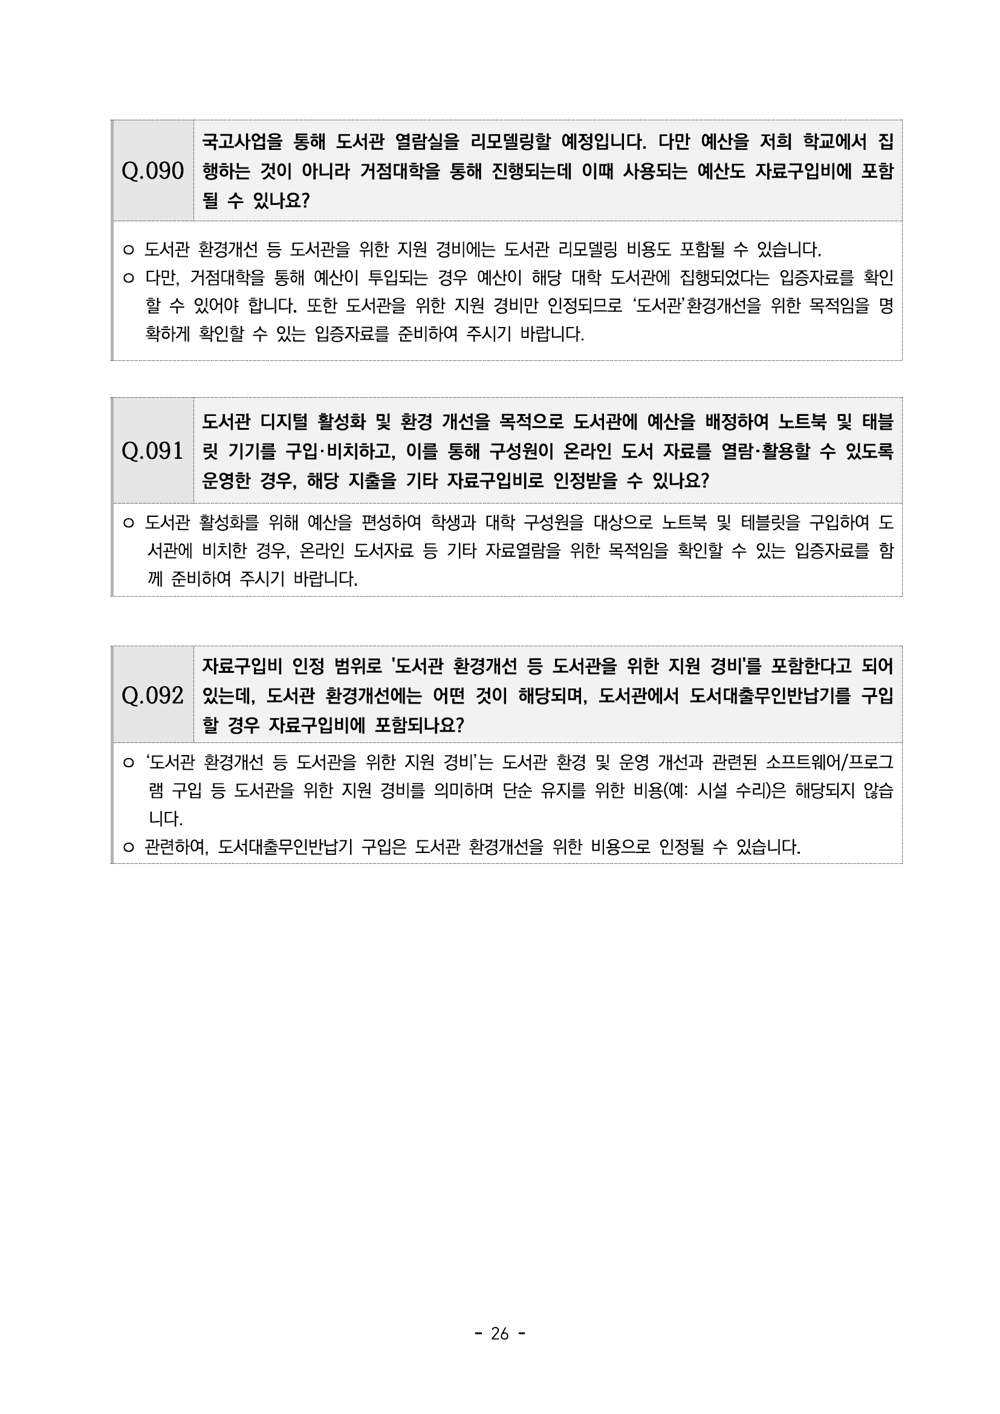 국고사업을 통해 도서관 열람실을 리모델링할 예정입니다. 다만 예산을 저희 학교에서 집
Q.090 행하는 것이 아니라 거점대학을 통해 진행되는데 이때 사용되는 예산도 자료구입비에 포함
될 수 있나요?
ㅇ 도서관 환경개선 등 도서관을 위한 지원 경비에는 도서관 리모델링 비용도 포함될 수 있습니다.
ㅇ 다만, 거점대학을 통해 예산이 투입되는 경우 예산이 해당 대학 도서관에 집행되었다는 입증자료를 확인
할 수 있어야 합니다. 또한 도서관을 위한 지원 경비만 인정되므로 ‘도서관’환경개선을 위한 목적임을 명
확하게 확인할 수 있는 입증자료를 준비하여 주시기 바랍니다.
도서관 디지털 활성화 및 환경 개선을 목적으로 도서관에 예산을 배정하여 노트북 및 태블
Q.091 릿 기기를 구입·비치하고, 이를 통해 구성원이 온라인 도서 자료를 열람·활용할 수 있도록
운영한 경우, 해당 지출을 기타 자료구입비로 인정받을 수 있나요?
ㅇ 도서관 활성화를 위해 예산을 편성하여 학생과 대학 구성원을 대상으로 노트북 및 테블릿을 구입하여 도
서관에 비치한 경우, 온라인 도서자료 등 기타 자료열람을 위한 목적임을 확인할 수 있는 입증자료를 함
께 준비하여 주시기 바랍니다.
자료구입비 인정 범위로 '도서관 환경개선 등 도서관을 위한 지원 경비'를 포함한다고 되어
Q.092 있는데, 도서관 환경개선에는 어떤 것이 해당되며, 도서관에서 도서대출무인반납기를 구입
할 경우 자료구입비에 포함되나요?
ㅇ ‘도서관 환경개선 등 도서관을 위한 지원 경비’는 도서관 환경 및 운영 개선과 관련된 소프트웨어/프로그
램 구입 등 도서관을 위한 지원 경비를 의미하며 단순 유지를 위한 비용(예: 시설 수리)은 해당되지 않습
니다.
ㅇ 관련하여, 도서대출무인반납기 구입은 도서관 환경개선을 위한 비용으로 인정될 수 있습니다.
- 26 -